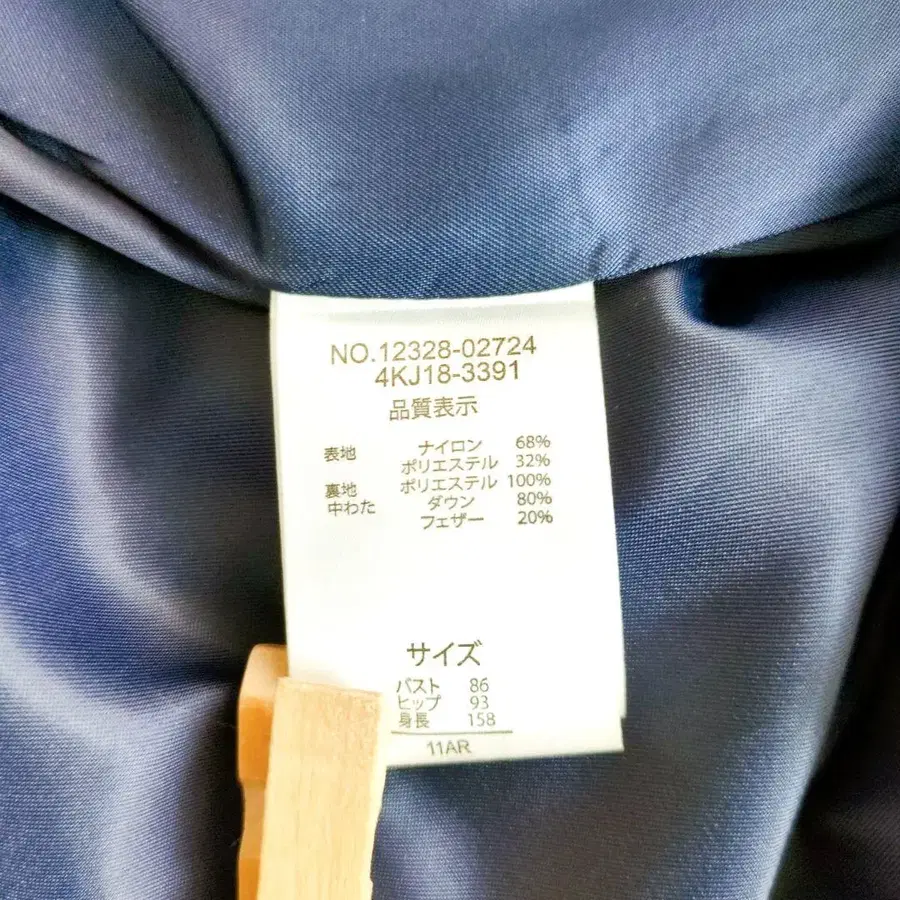 NO.12328-02724
4KJ18-3391
品質表示
表地 ナイロン 68%
ポリエステル 32%
裏地 ポリエステル 100%
中わた ダウン 80%
フェザー 20%
サイズ
バスト 86
ヒップ 93
身長 158
11AR